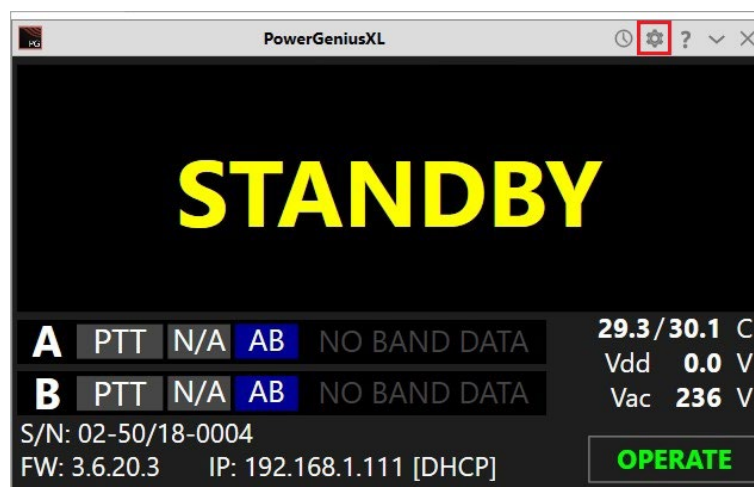 PG PowerGeniusXL ?
STANDBY
A PTT N/A AB NO BAND DATA
B PTT N/A AB NO BAND DATA
29.3/30.1 C
Vdd 0.0 V
Vac 236 V
S/N: 02-50/18-0004
FW: 3.6.20.3 IP: 192.168.1.111 [DHCP]
OPERATE